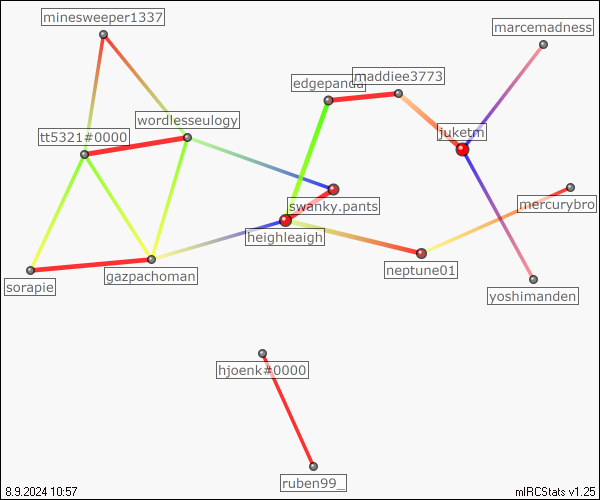 minesweeper1337
marcemadness
maddiee3773
edgepanda
wordlesseulogy
tt5321#0000
juketm
swanky.pants
mercurybro
heighleaigh
neptune01
gazpachoman
sorapie
yoshimanden
hjoenk#0000
ruben99_
8.9.2024 10:57
mIRCStats v1.25